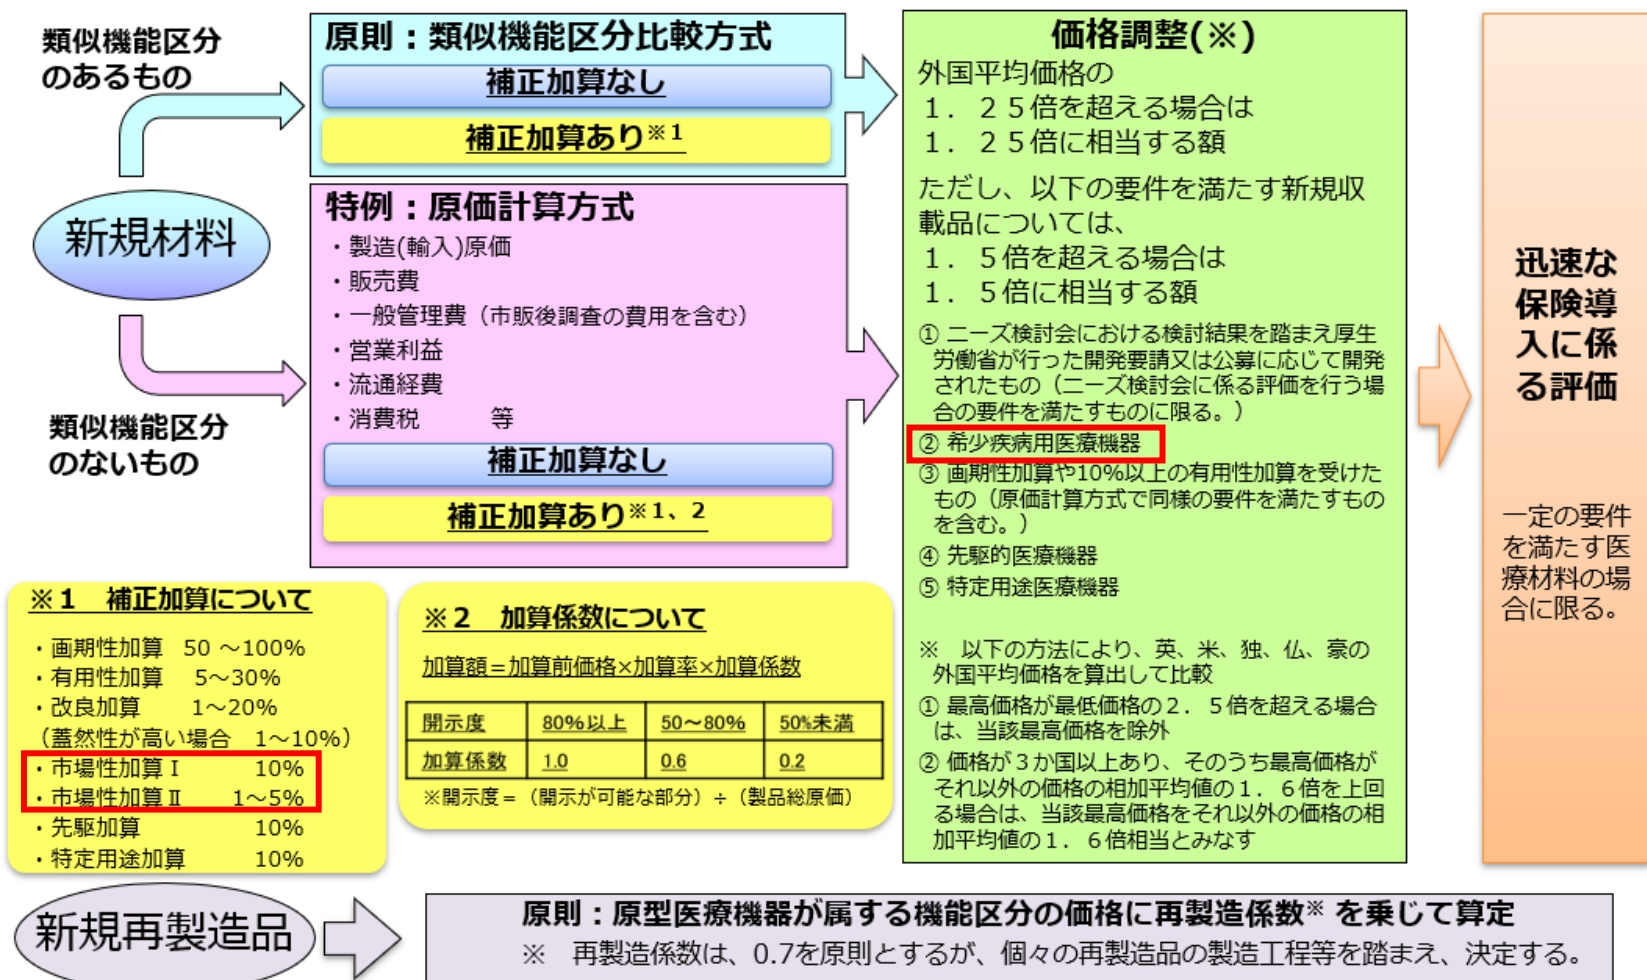 類似機能区分
のあるもの
新規材料
類似機能区分
のないもの
原則：類似機能区分比較方式
補正加算なし
補正加算あり※1
特例：原価計算方式
・製造(輸入)原価
・販売費
・一般管理費（市販後調査の費用を含む）
・営業利益
・流通経費
・消費税　　　等
補正加算なし
補正加算あり※1、2
価格調整(※)
外国平均価格の
１．２５倍を超える場合は
１．２５倍に相当する額
ただし、以下の要件を満たす新規収
載品については、
１．５倍を超える場合は
１．５倍に相当する額
① ニーズ検討会における検討結果を踏まえ厚生
労働省が行った開発要請又は公募に応じて開発
されたもの（ニーズ検討会に係る評価を行う場
合の要件を満たすものに限る。）
② 希少疾病用医療機器
③ 画期性加算や10%以上の有用性加算を受けた
もの（原価計算方式で同様の要件を満たすもの
を含む。）
④ 先駆的医療機器
⑤ 特定用途医療機器
※　以下の方法により、英、米、独、仏、豪の
外国平均価格を算出して比較
① 最高価格が最低価格の２．５倍を超える場合
は、当該最高価格を除外
② 価格が３か国以上あり、そのうち最高価格が
それ以外の価格の相加平均値の１．６倍を上回
る場合は、当該最高価格をそれ以外の価格の相
加平均値の１．６倍相当とみなす
迅速な
保険導
入に係
る評価
一定の要件
を満たす医
療材料の場
合に限る。
※１　補正加算について
・画期性加算　50 ～100%
・有用性加算　5～30%
・改良加算　　1～20%
（蓋然性が高い場合　1～10%）
・市場性加算Ⅰ　　　10%
・市場性加算Ⅱ　　1～5%
・先駆加算　　　　10%
・特定用途加算　　　10%
※２　加算係数について
加算額＝加算前価格×加算率×加算係数
開示度　80%以上　50～80%　50%未満
加算係数　1.0　0.6　0.2
※開示度＝（開示が可能な部分）÷（製品総原価）
新規再製造品
原則：原型医療機器が属する機能区分の価格に再製造係数※ を乗じて算定
※　再製造係数は、0.7を原則とするが、個々の再製造品の製造工程等を踏まえ、決定する。